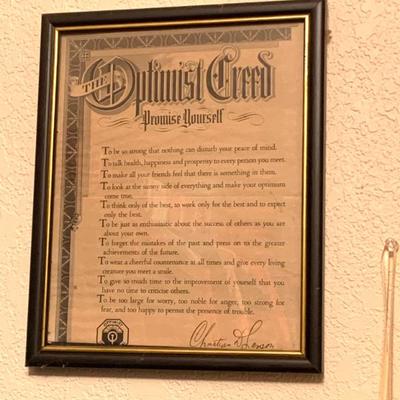 THE Optimist Creed
Promise Yourself
To be so strong that nothing can disturb your peace of mind.
To talk health, happiness and prosperity to every person you meet.
To make all your friends feel that there is something in them.
To look at the sunny side of everything and make your optimism
come true.
To think only of the best, to work only for the best and to expect
only the best.
To be just as enthusiastic about the success of others as you are
about your own.
To forget the mistakes of the past and press on to the greater
achievements of the future.
To wear a cheerful countenance at all times and give every living
creature you meet a smile.
To give so much time to the improvement of yourself that you
have no time to criticise others.
To be too large for worry, too noble for anger, too strong for
fear, and too happy to permit the presence of trouble.
Christian D. Larson